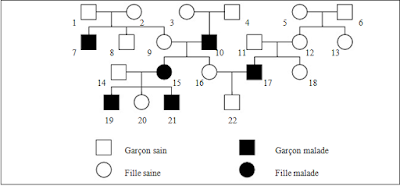 1 2 3 4 5 6
7 8 9 10 11 12 13
14 15 16 17 18
19 20 21 22
Garçon sain Garçon malade
Fille saine Fille malade